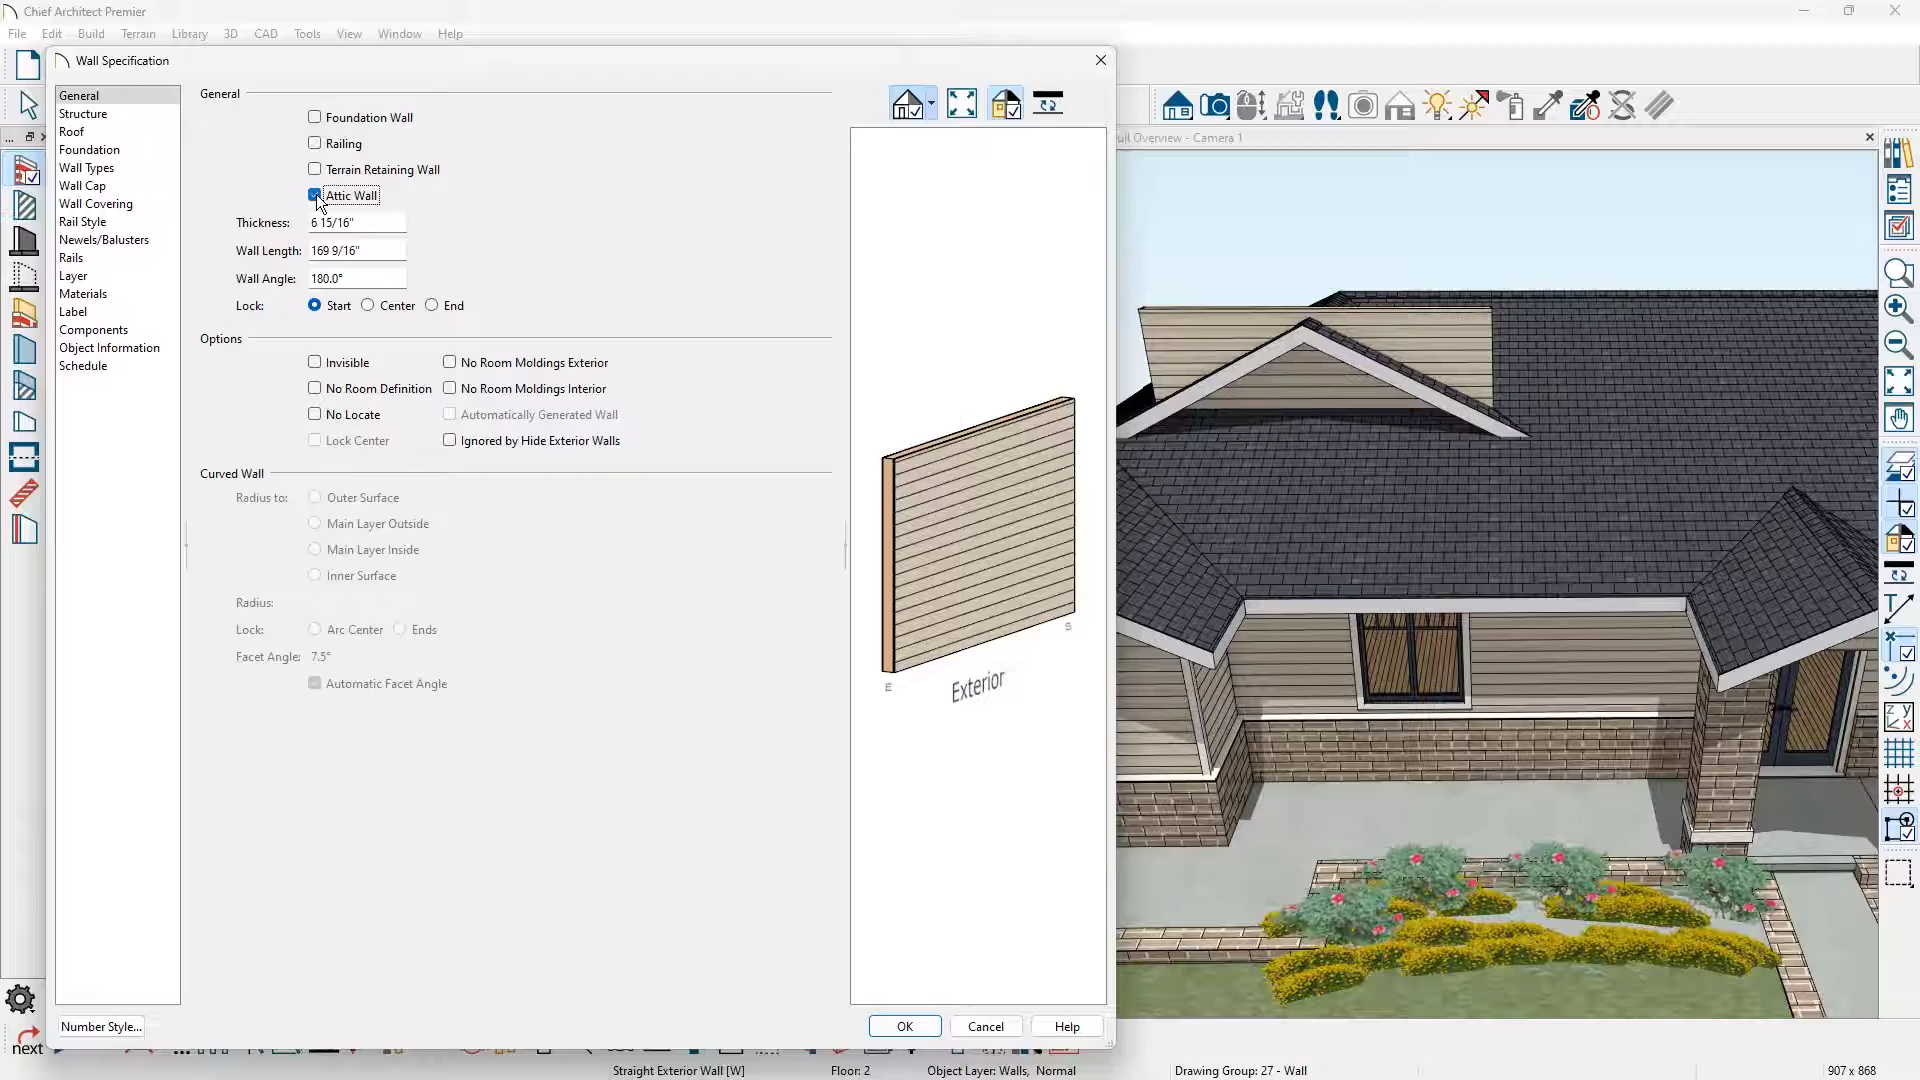 Chief Architect Premier
File Edit Build Terrain Library 3D CAD Tools View Window Help
Wall Specification
General
Structure
Roof
Foundation
Wall Types
Wall Cap
Wall Covering
Rail Style
Newels/Balusters
Rails
Layer
Materials
Label
Components
Object Information
Schedule
General
Foundation Wall
Railing
Terrain Retaining Wall
Attic Wall
Thickness: 6 15/16"
Wall Length: 169 9/16"
Wall Angle: 180.0°
Lock: Start Center End
Options
Invisible No Room Moldings Exterior
No Room Definition No Room Moldings Interior
No Locate Automatically Generated Wall
Lock Center Ignored by Hide Exterior Walls
Curved Wall
Radius to: Outer Surface
Main Layer Outside
Main Layer Inside
Inner Surface
Radius:
Lock: Arc Center Ends
Facet Angle: 7.5°
Automatic Facet Angle
S
E
Exterior
Overview - Camera 1
Number Style...
OK Cancel Help
next
Straight Exterior Wall [W] Floor: 2 Object Layer: Walls, Normal Drawing Group: 27 - Wall 907 x 868